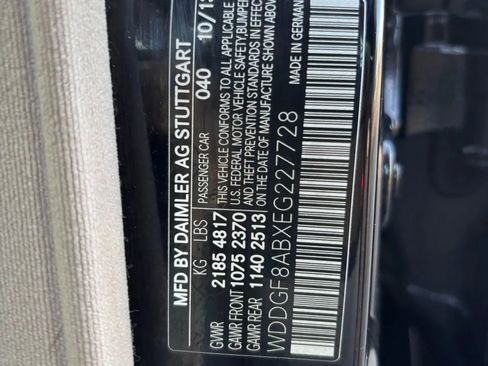 MFD BY DAIMLER AG STUTTGART
KG LBS PASSENGER CAR 040 10/13
GVWR 2185 4817 THIS VEHICLE CONFORMS TO ALL APPLICABLE
GAWR FRONT 1075 2370 U.S. FEDERAL MOTOR VEHICLE SAFETY, BUMPER
GAWR REAR 1140 2513 AND THEFT PREVENTION STANDARDS IN EFFECT
ON THE DATE OF MANUFACTURE SHOWN ABOVE
WDDGF8ABXEG227728 MADE IN GERMANY